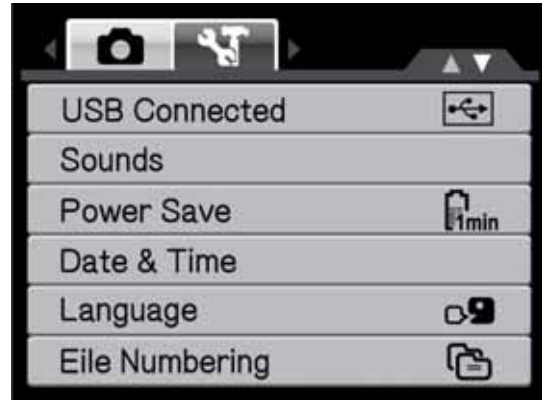 USB Connected
Sounds
Power Save 1min
Date & Time
Language
Eile Numbering